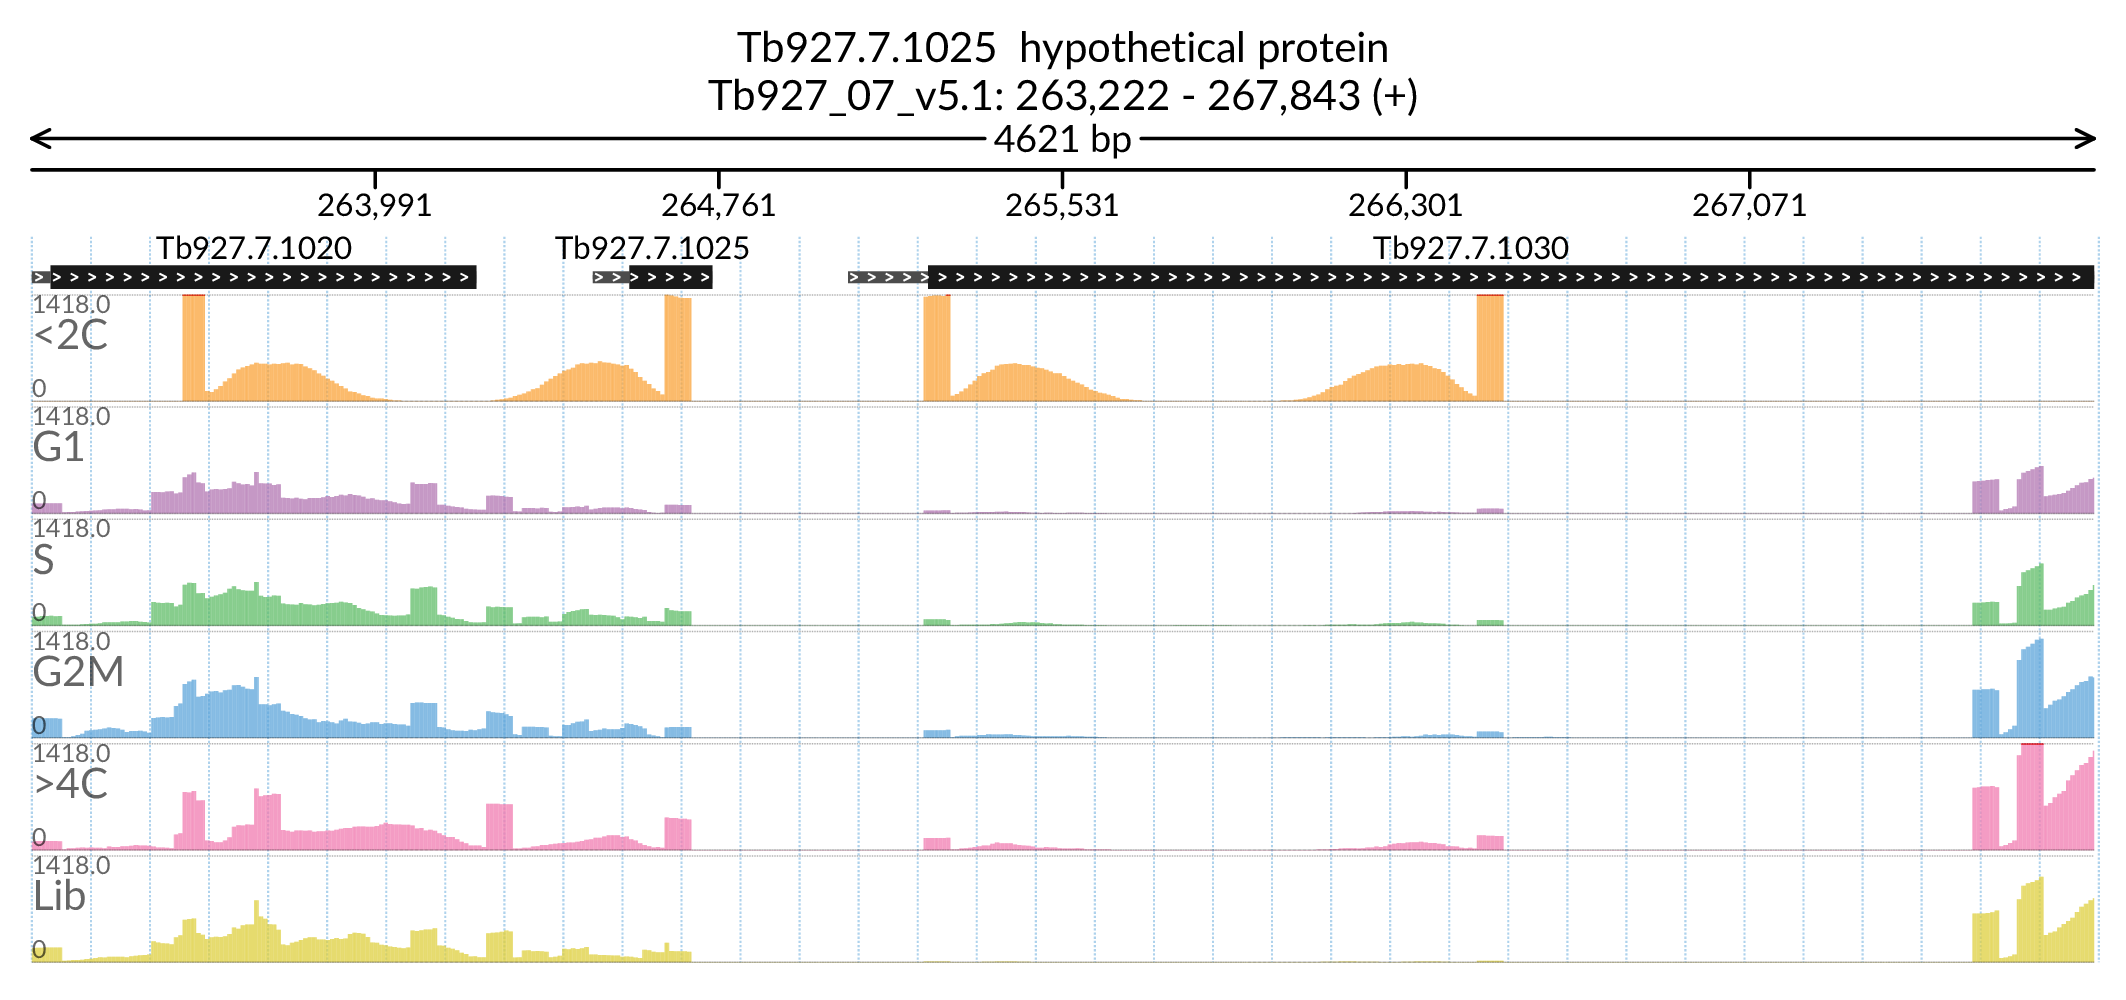 Tb927.7.1025  hypothetical protein
Tb927_07_v5.1: 263,222 - 267,843 (+)
4621 bp
263,991 264,761 265,531 266,301 267,071
Tb927.7.1020 Tb927.7.1025 Tb927.7.1030
1418.0
<2C
0
1418.0
G1
0
1418.0
S
0
1418.0
G2M
0
1418.0
>4C
0
1418.0
Lib
0